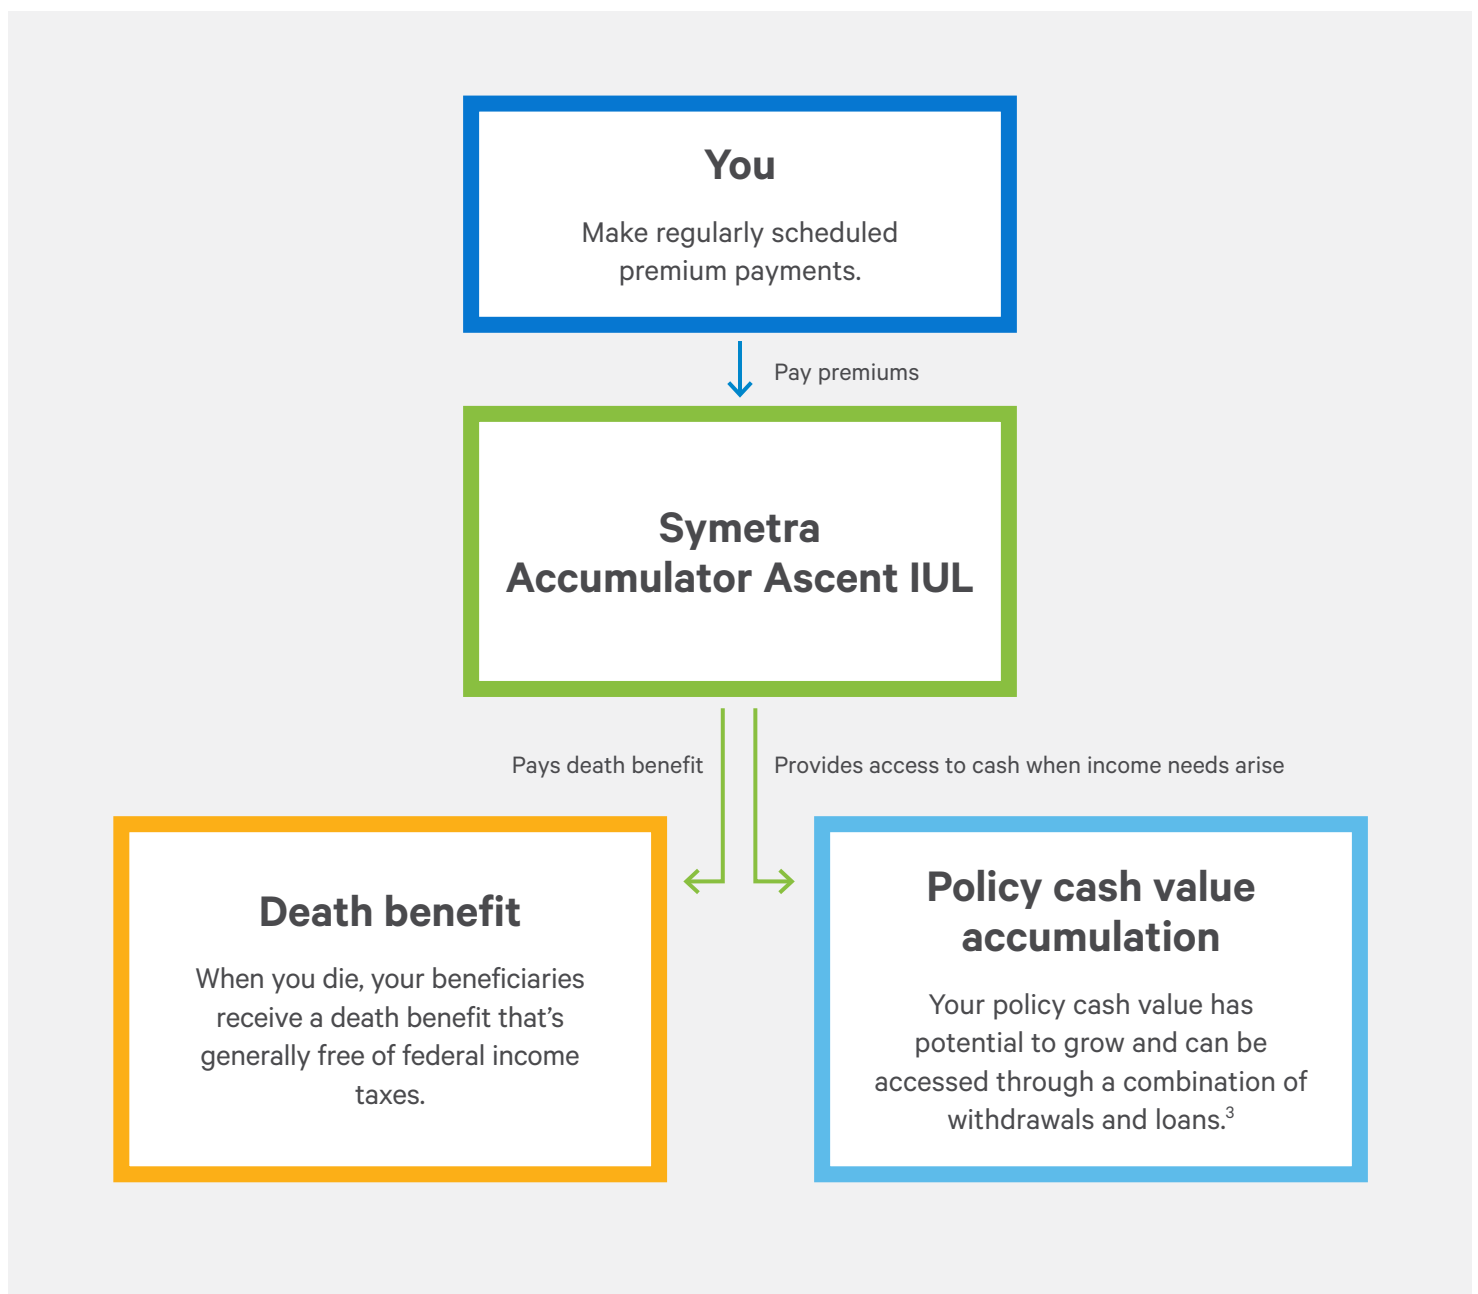 You
Make regularly scheduled
premium payments.
Pay premiums
Symetra
Accumulator Ascent IUL
Pays death benefit
Provides access to cash when income needs arise
Death benefit
When you die, your beneficiaries
receive a death benefit that’s
generally free of federal income
taxes.
Policy cash value
accumulation
Your policy cash value has
potential to grow and can be
accessed through a combination of
withdrawals and loans.³